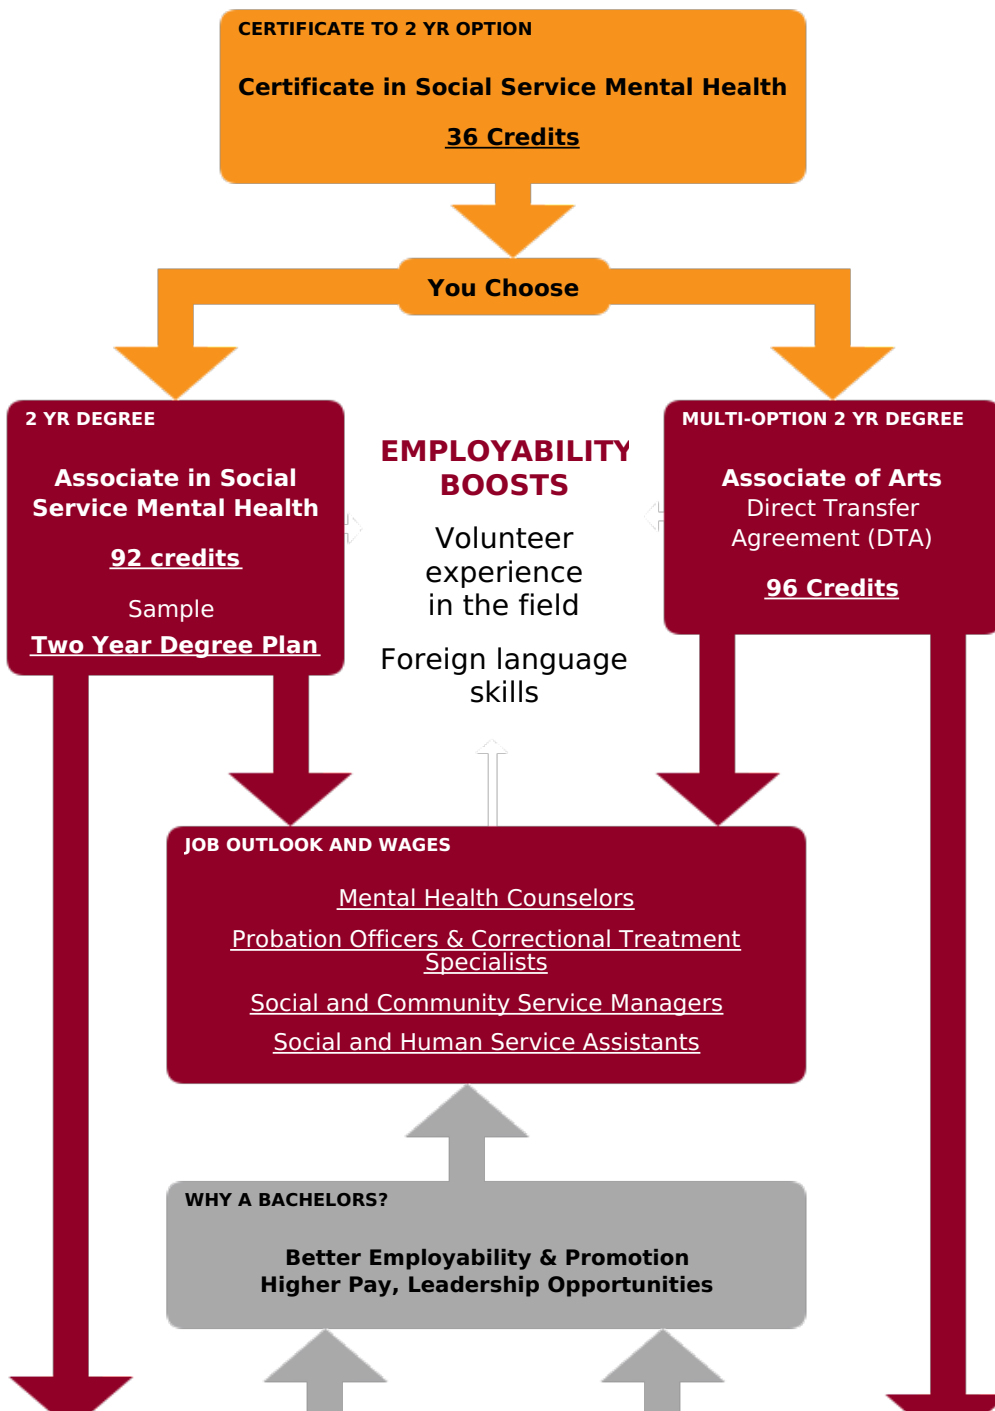 CERTIFICATE TO 2 YR OPTION
Certificate in Social Service Mental Health
36 Credits
You Choose
2 YR DEGREE
Associate in Social
Service Mental Health
92 credits
Sample
Two Year Degree Plan
EMPLOYABILITY
BOOSTS
Volunteer
experience
in the field
Foreign language
skills
MULTI-OPTION 2 YR DEGREE
Associate of Arts
Direct Transfer
Agreement (DTA)
96 Credits
JOB OUTLOOK AND WAGES
Mental Health Counselors
Probation Officers & Correctional Treatment
Specialists
Social and Community Service Managers
Social and Human Service Assistants
WHY A BACHELORS?
Better Employability & Promotion
Higher Pay, Leadership Opportunities